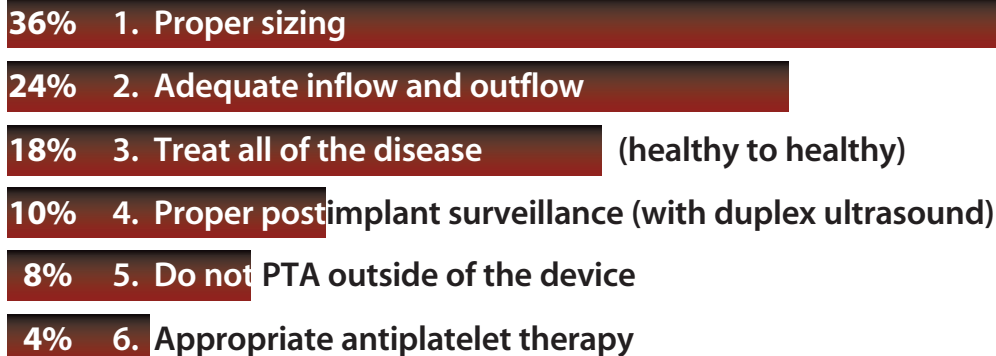 36% 1. Proper sizing
24% 2. Adequate inflow and outflow
18% 3. Treat all of the disease (healthy to healthy)
10% 4. Proper postimplant surveillance (with duplex ultrasound)
8% 5. Do not PTA outside of the device
4% 6. Appropriate antiplatelet therapy